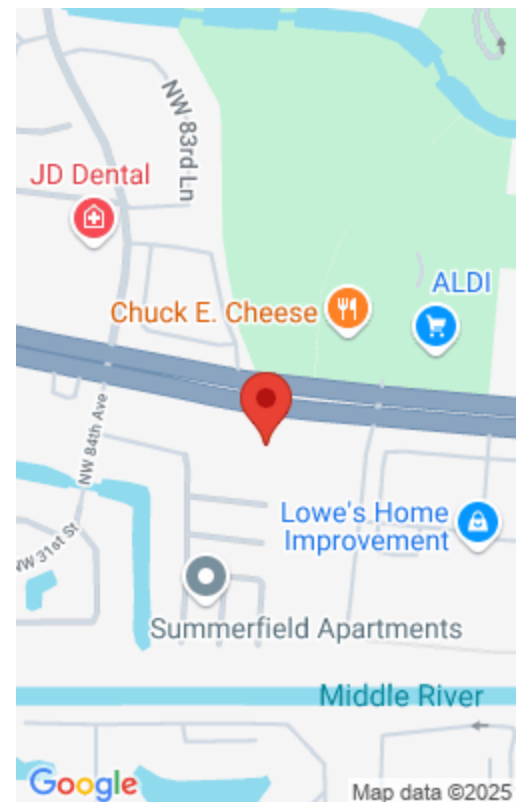 NW 83rd Ln
JD Dental
ALDI
Chuck E. Cheese
NW 84th Ave
Lowe's Home
Improvement
NW 31st St
Summerfield Apartments
Middle River
Google
Map data ©2025